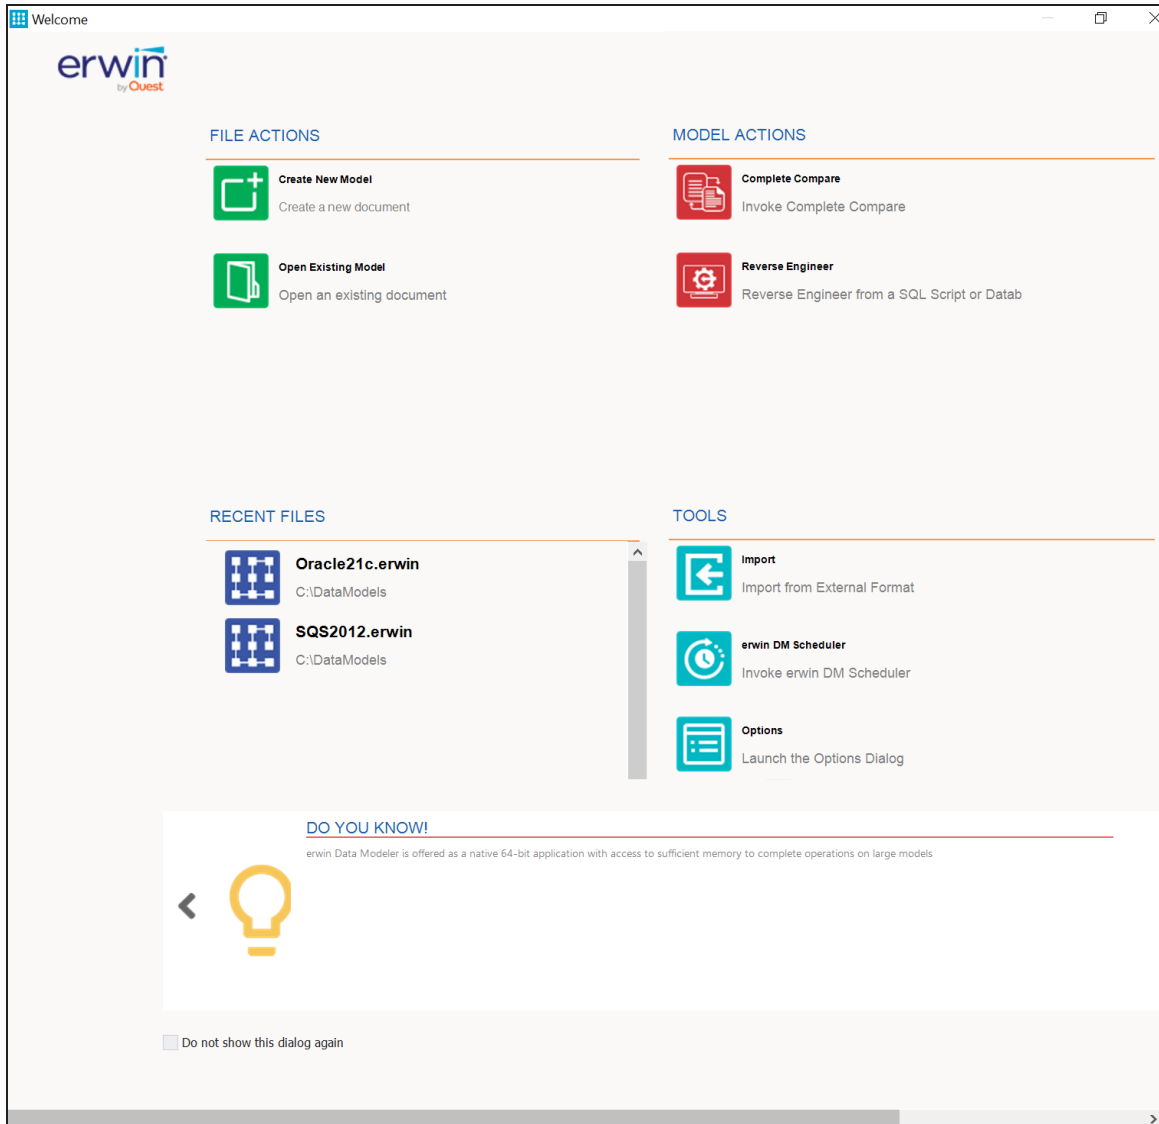 Welcome
erwin
by Quest
FILE ACTIONS
Create New Model
Create a new document
Open Existing Model
Open an existing document
MODEL ACTIONS
Complete Compare
Invoke Complete Compare
Reverse Engineer
Reverse Engineer from a SQL Script or Datab
RECENT FILES
Oracle21c.erwin
C:\DataModels
SQS2012.erwin
C:\DataModels
TOOLS
Import
Import from External Format
erwin DM Scheduler
Invoke erwin DM Scheduler
Options
Launch the Options Dialog
DO YOU KNOW!
erwin Data Modeler is offered as a native 64-bit application with access to sufficient memory to complete operations on large models
Do not show this dialog again